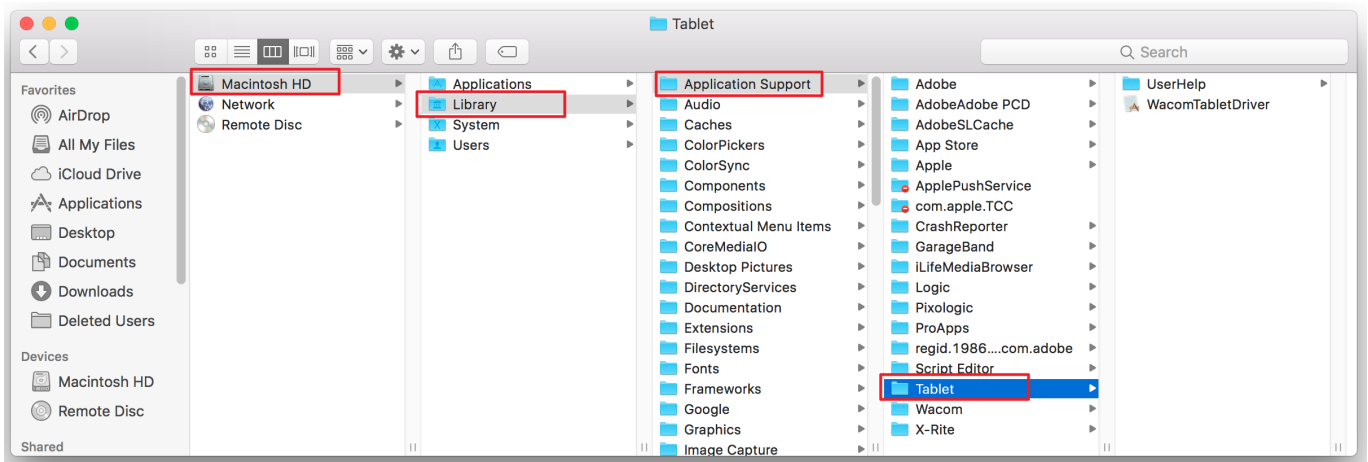 Tablet
Search
Favorites
AirDrop
All My Files
iCloud Drive
Applications
Desktop
Documents
Downloads
Deleted Users
Devices
Macintosh HD
Remote Disc
Shared
Macintosh HD
Network
Remote Disc
Applications
Library
System
Users
Application Support
Audio
Caches
ColorPickers
ColorSync
Components
Compositions
Contextual Menu Items
CoreMediaIO
Desktop Pictures
DirectoryServices
Documentation
Extensions
Filesystems
Fonts
Frameworks
Google
Graphics
Image Capture
Adobe
AdobeAdobe PCD
AdobeSLCache
App Store
Apple
ApplePushService
com.apple.TCC
CrashReporter
GarageBand
iLifeMediaBrowser
Logic
Pixologic
ProApps
regid.1986....com.adobe
Script Editor
Tablet
Wacom
X-Rite
UserHelp
WacomTabletDriver